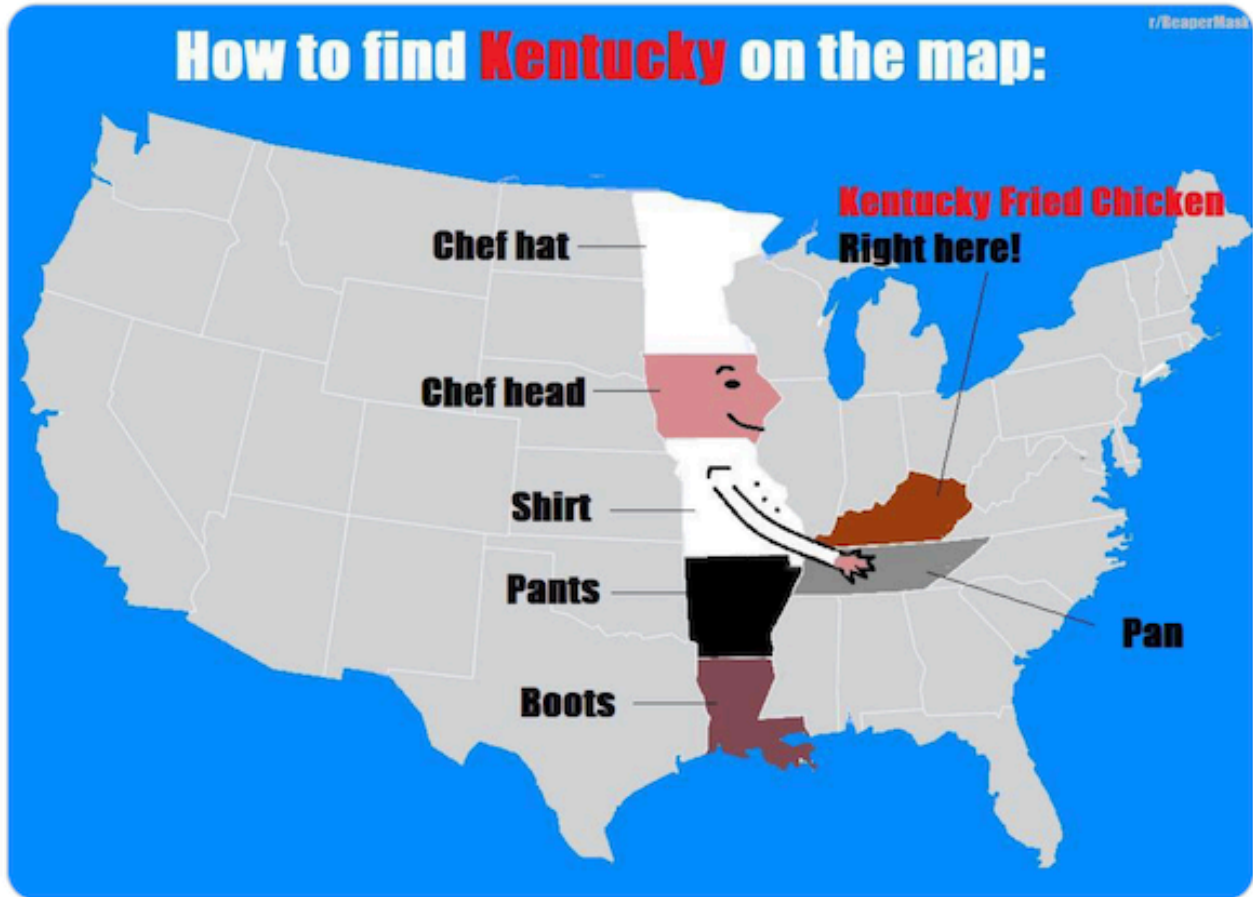 r/ReaperMask
How to find Kentucky on the map:
Kentucky Fried Chicken
Right here!
Chef hat
Chef head
Shirt
Pants
Pan
Boots